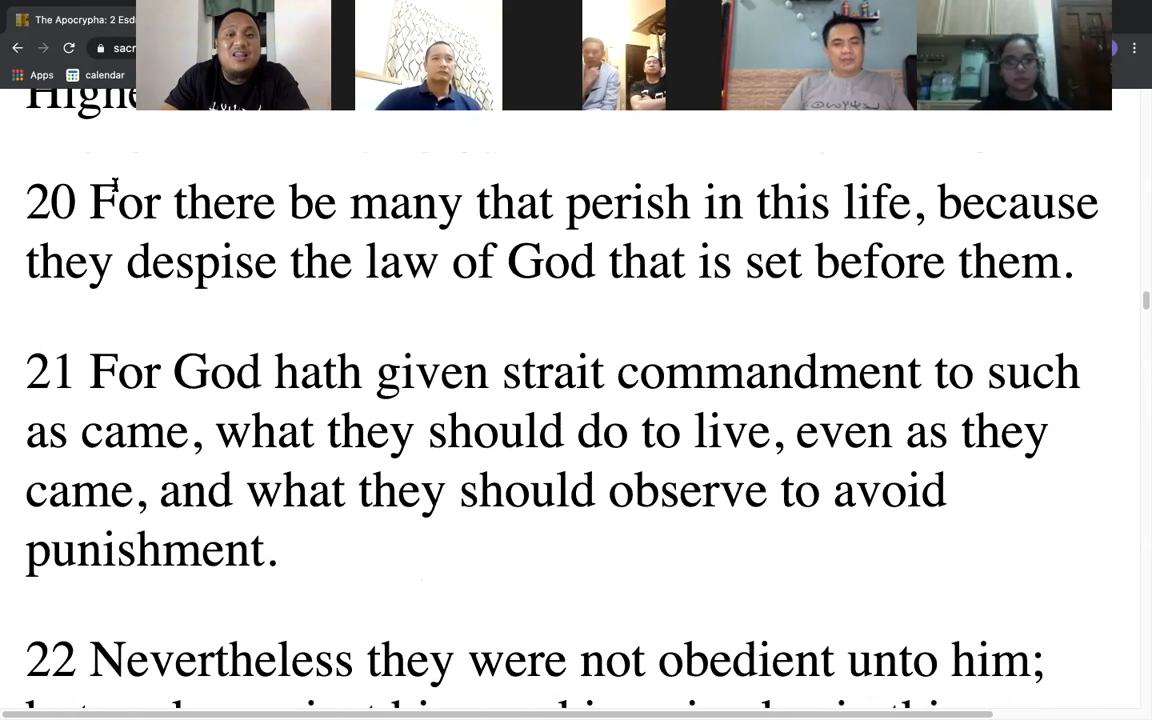 The Apocrypha: 2 Esd
sacr
Apps
calendar
Highe
20 For there be many that perish in this life, because
they despise the law of God that is set before them.
21 For God hath given strait commandment to such
as came, what they should do to live, even as they
came, and what they should observe to avoid
punishment.
22 Nevertheless they were not obedient unto him;